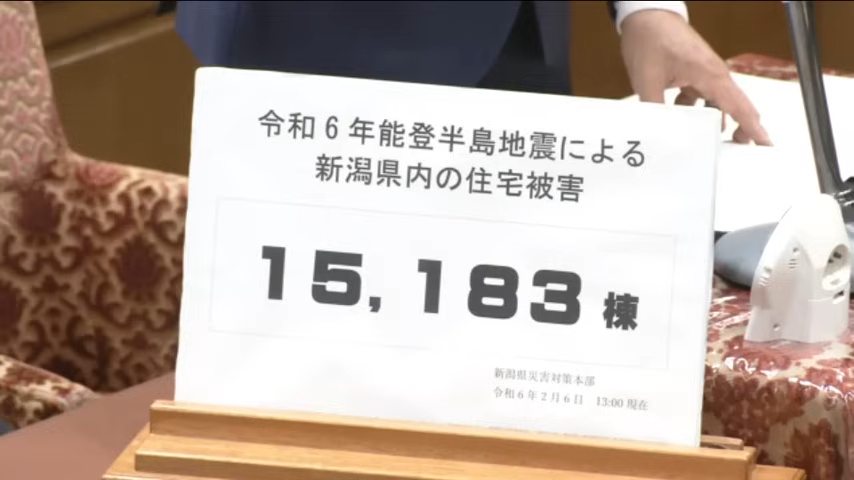 令和6年能登半島地震による
新潟県内の住宅被害
15,183棟
新潟県災害対策本部
令和6年2月6日 13:00現在